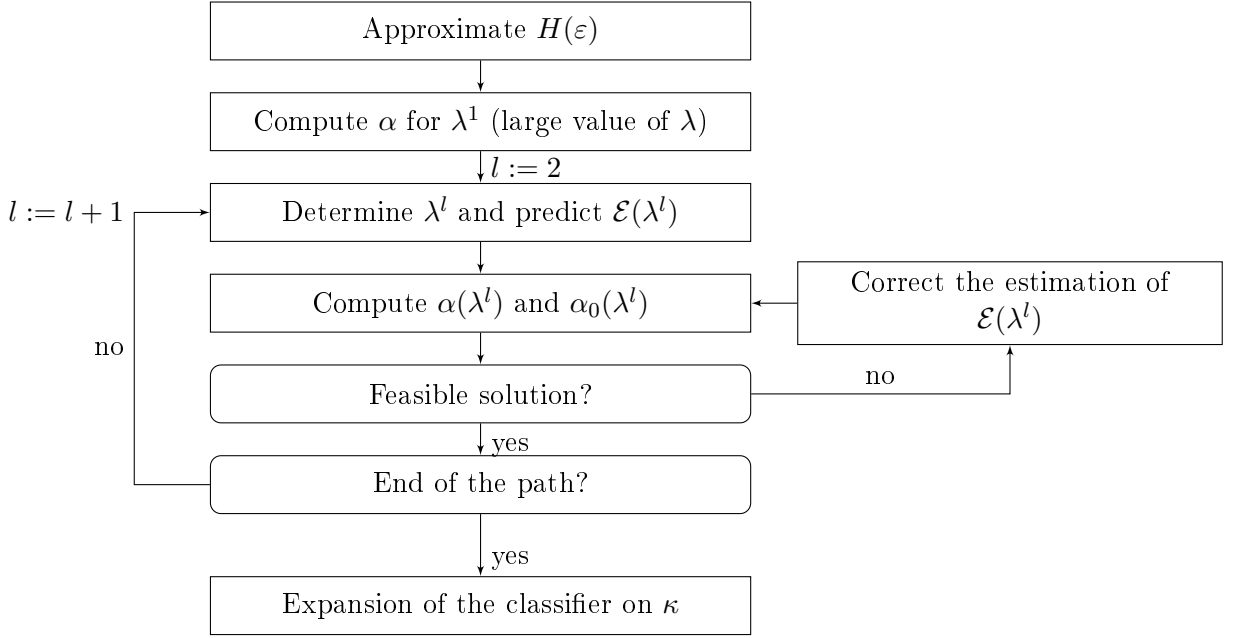 Approximate H(ε)
Compute α for λ¹ (large value of λ)
l := 2
l := l + 1
Determine λˡ and predict ℰ(λˡ)
Compute α(λˡ) and α₀(λˡ)
Correct the estimation of
ℰ(λˡ)
no
Feasible solution?
no
yes
End of the path?
yes
Expansion of the classifier on κ